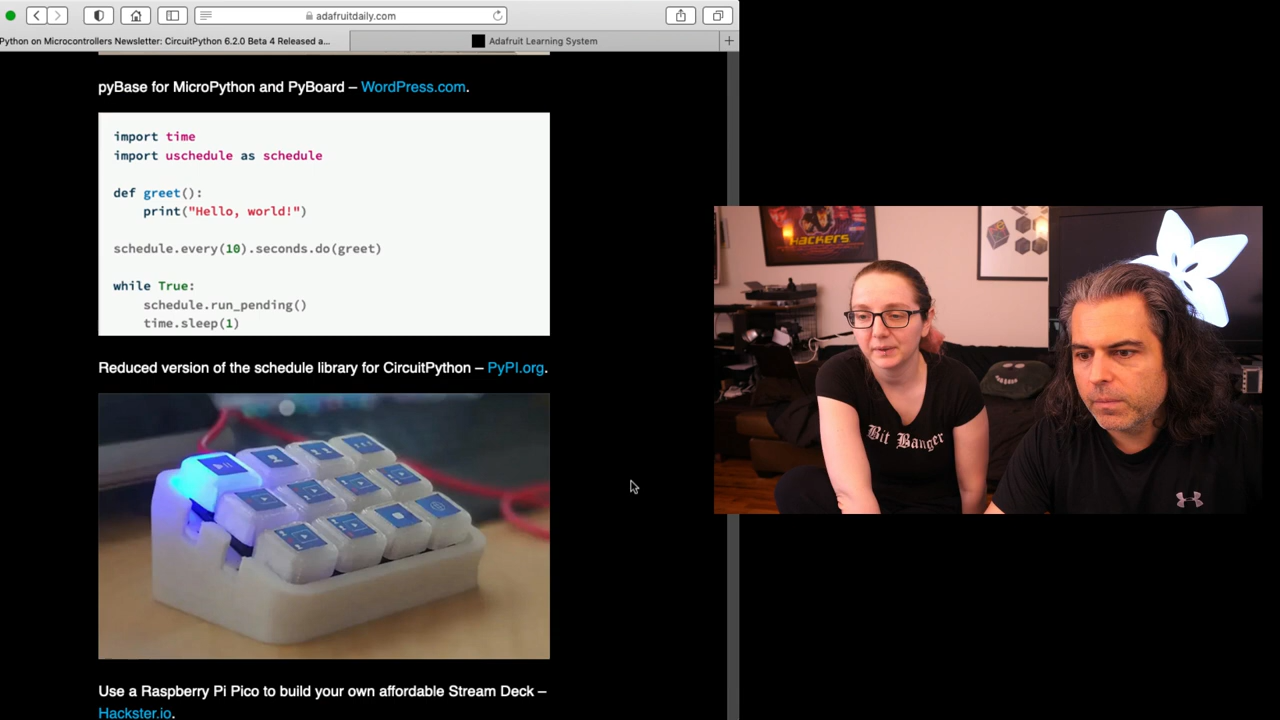 adafruitdaily.com
Python on Microcontrollers Newsletter: CircuitPython 6.2.0 Beta 4 Released a...
Adafruit Learning System
pyBase for MicroPython and PyBoard – WordPress.com.
import time
import uschedule as schedule
def greet():
print("Hello, world!")
schedule.every(10).seconds.do(greet)
while True:
schedule.run_pending()
time.sleep(1)
Reduced version of the schedule library for CircuitPython – PyPI.org.
Use a Raspberry Pi Pico to build your own affordable Stream Deck –
Hackster.io.
HACKERS
Bit Banger